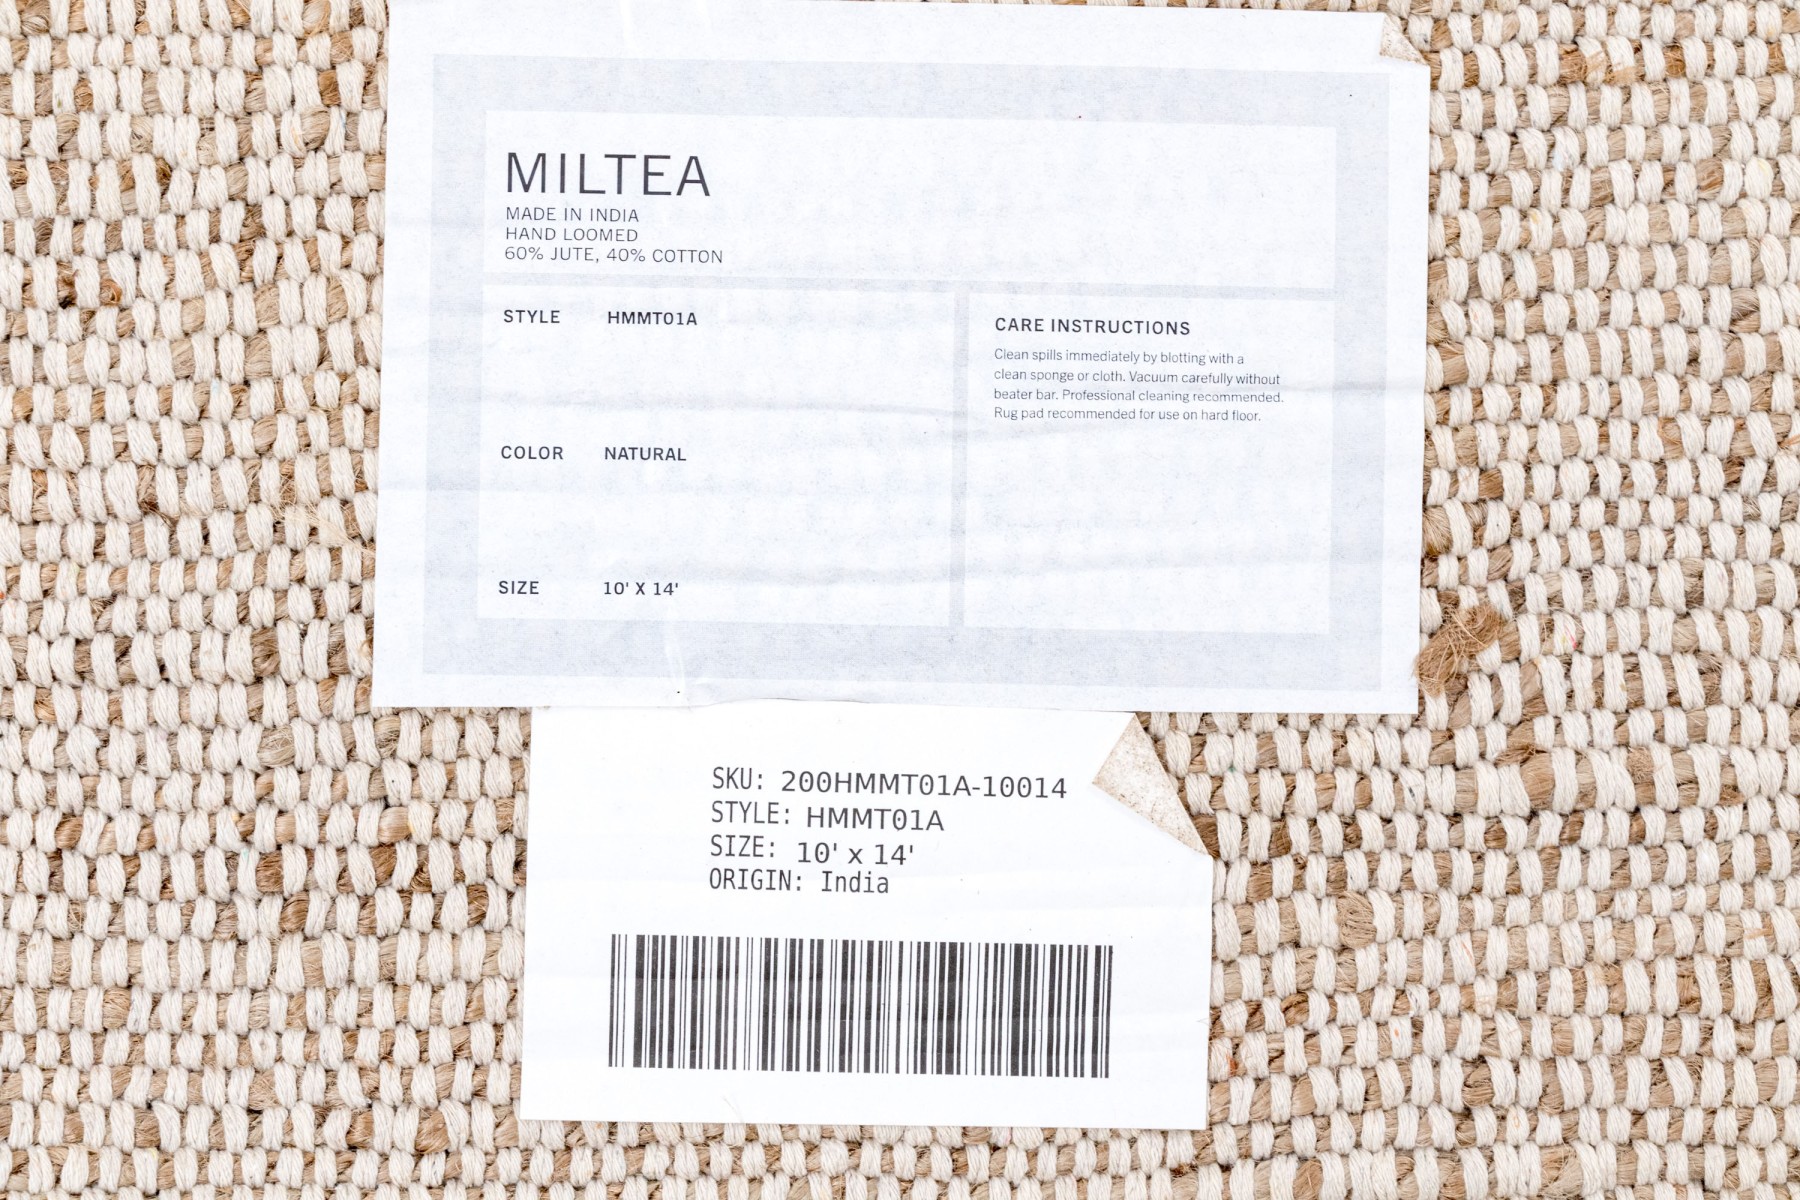 MILTEA
MADE IN INDIA
HAND LOOMED
60% JUTE, 40% COTTON
STYLE HMMT01A
COLOR NATURAL
SIZE 10' X 14'
CARE INSTRUCTIONS
Clean spills immediately by blotting with a
clean sponge or cloth. Vacuum carefully without
beater bar. Professional cleaning recommended.
Rug pad recommended for use on hard floor.
SKU: 200HMMT01A-10014
STYLE: HMMT01A
SIZE: 10' x 14'
ORIGIN: India